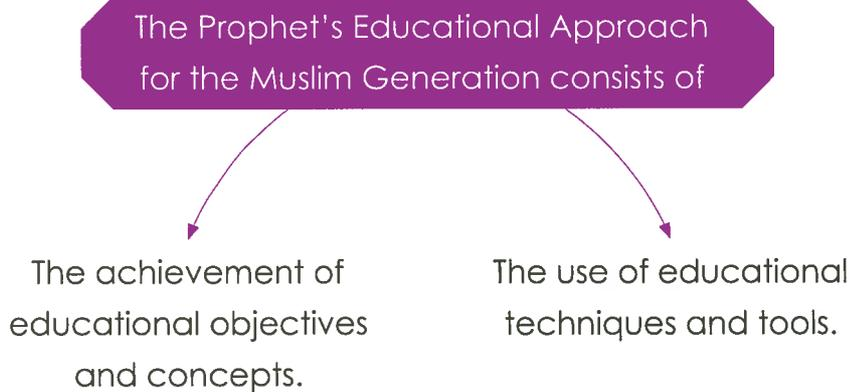 The Prophet's Educational Approach
for the Muslim Generation consists of
The achievement of
educational objectives
and concepts.
The use of educational
techniques and tools.